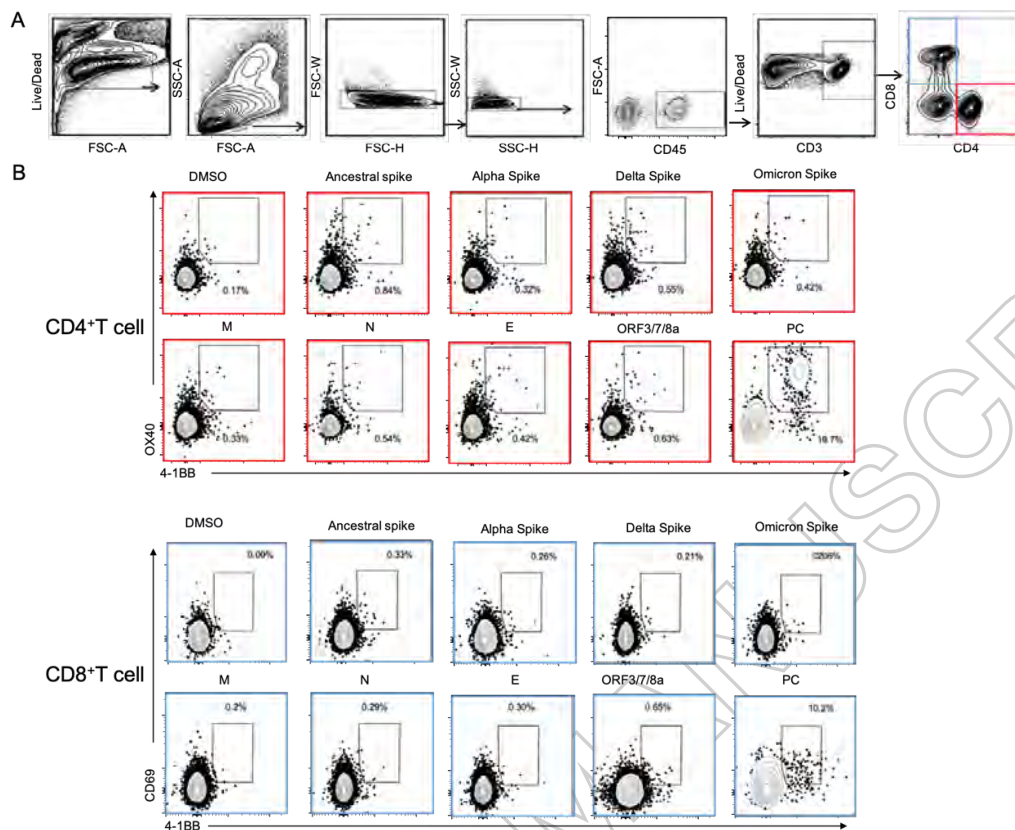 A
Live/Dead
FSC-A
SSC-A
FSC-A
FSC-W
FSC-H
SSC-W
SSC-H
FSC-A
CD45
Live/Dead
CD3
CD8
CD4
B
DMSO
Ancestral spike
Alpha Spike
Delta Spike
Omicron Spike
0.17%
0.84%
0.32%
0.55%
0.42%
CD4+T cell
M
N
E
ORF3/7/8a
PC
0.33%
0.54%
0.42%
0.63%
OX40
4-1BB
DMSO
Ancestral spike
Alpha Spike
Delta Spike
Omicron Spike
0.09%
0.33%
0.26%
0.21%
CD8+T cell
M
N
E
ORF3/7/8a
PC
0.2%
0.29%
0.30%
0.65%
10.2%
CD69
4-1BB